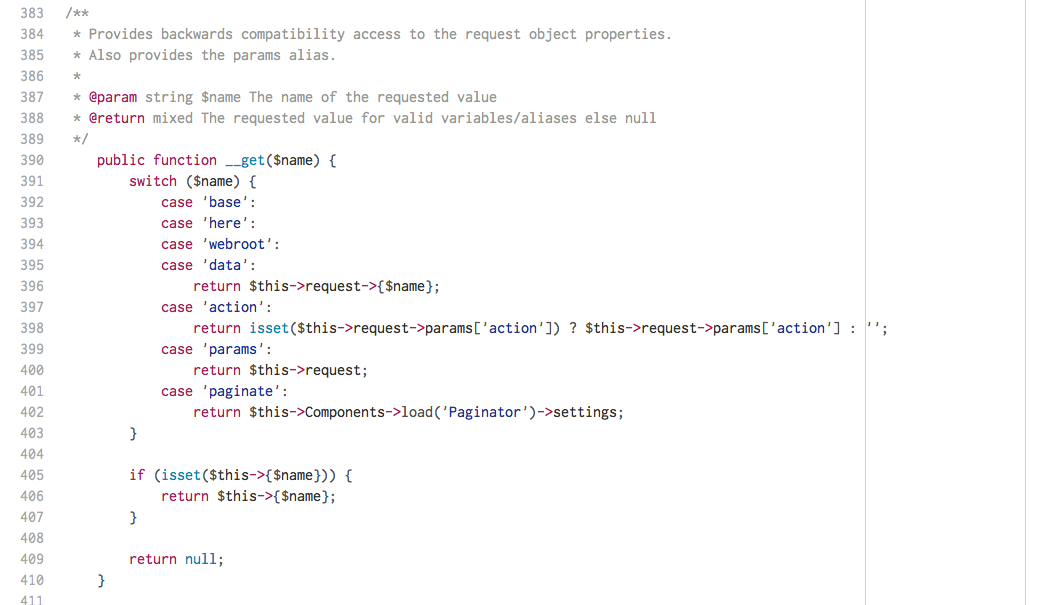 383 /**
384  * Provides backwards compatibility access to the request object properties.
385  * Also provides the params alias.
386  *
387  * @param string $name The name of the requested value
388  * @return mixed The requested value for valid variables/aliases else null
389  */
390     public function __get($name) {
391         switch ($name) {
392             case 'base':
393             case 'here':
394             case 'webroot':
395             case 'data':
396                 return $this->request->{$name};
397             case 'action':
398                 return isset($this->request->params['action']) ? $this->request->params['action'] : '';
399             case 'params':
400                 return $this->request;
401             case 'paginate':
402                 return $this->Components->load('Paginator')->settings;
403         }
404
405         if (isset($this->{$name})) {
406             return $this->{$name};
407         }
408
409         return null;
410     }
411